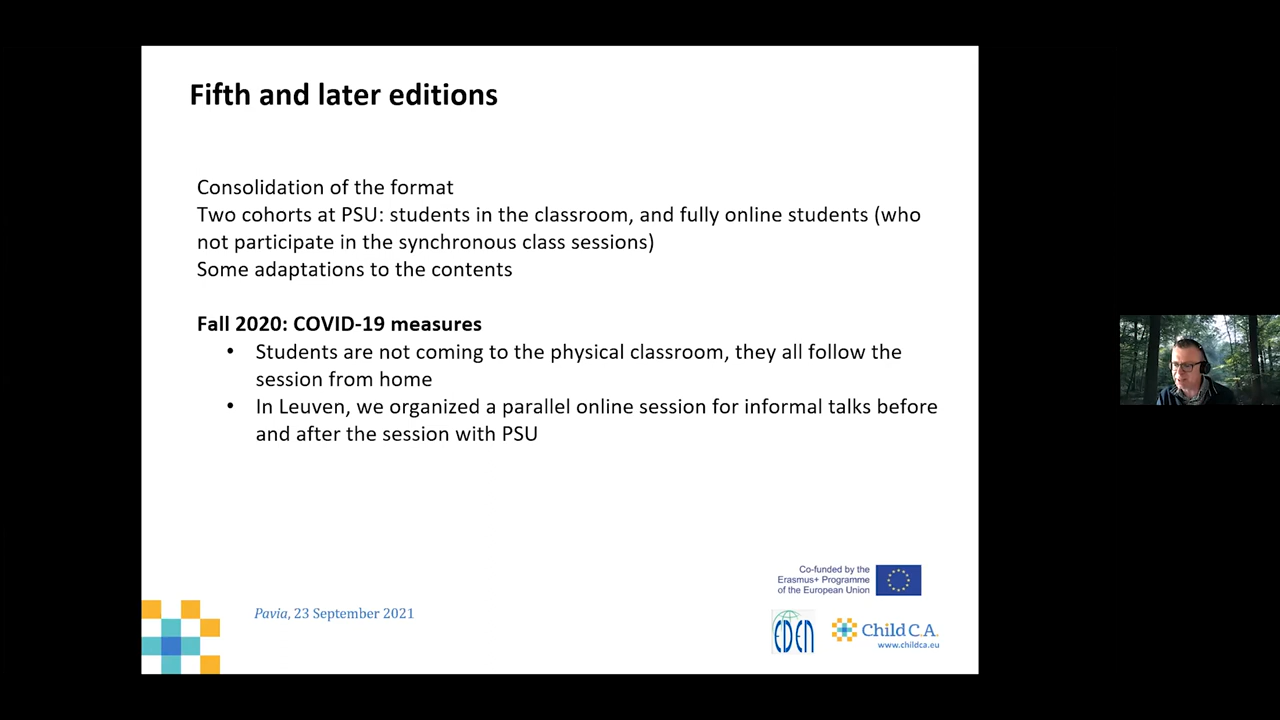 Fifth and later editions
Consolidation of the format
Two cohorts at PSU: students in the classroom, and fully online students (who
not participate in the synchronous class sessions)
Some adaptations to the contents
Fall 2020: COVID-19 measures
• Students are not coming to the physical classroom, they all follow the
session from home
• In Leuven, we organized a parallel online session for informal talks before
and after the session with PSU
Co-funded by the
Erasmus+ Programme
of the European Union
Pavia, 23 September 2021
EDEN
Child C.A.
www.childca.eu